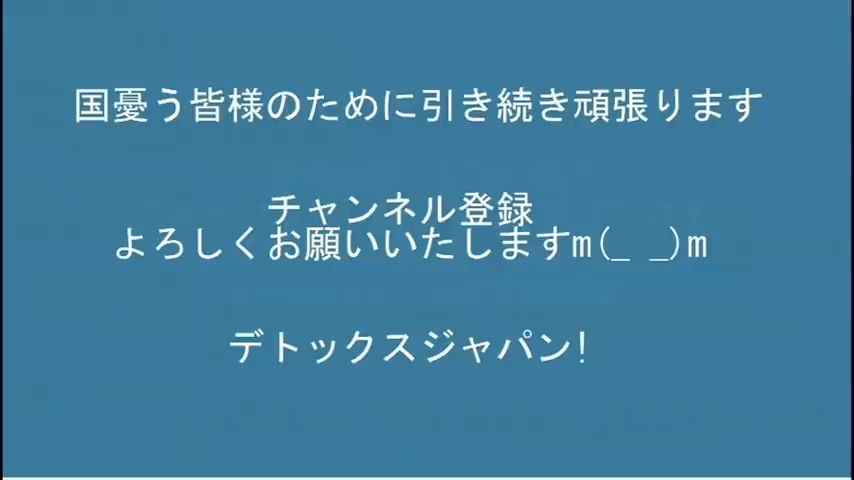 国憂う皆様のために引き続き頑張ります
チャンネル登録
よろしくお願いいたしますm(_ _)m
デトックスジャパン!